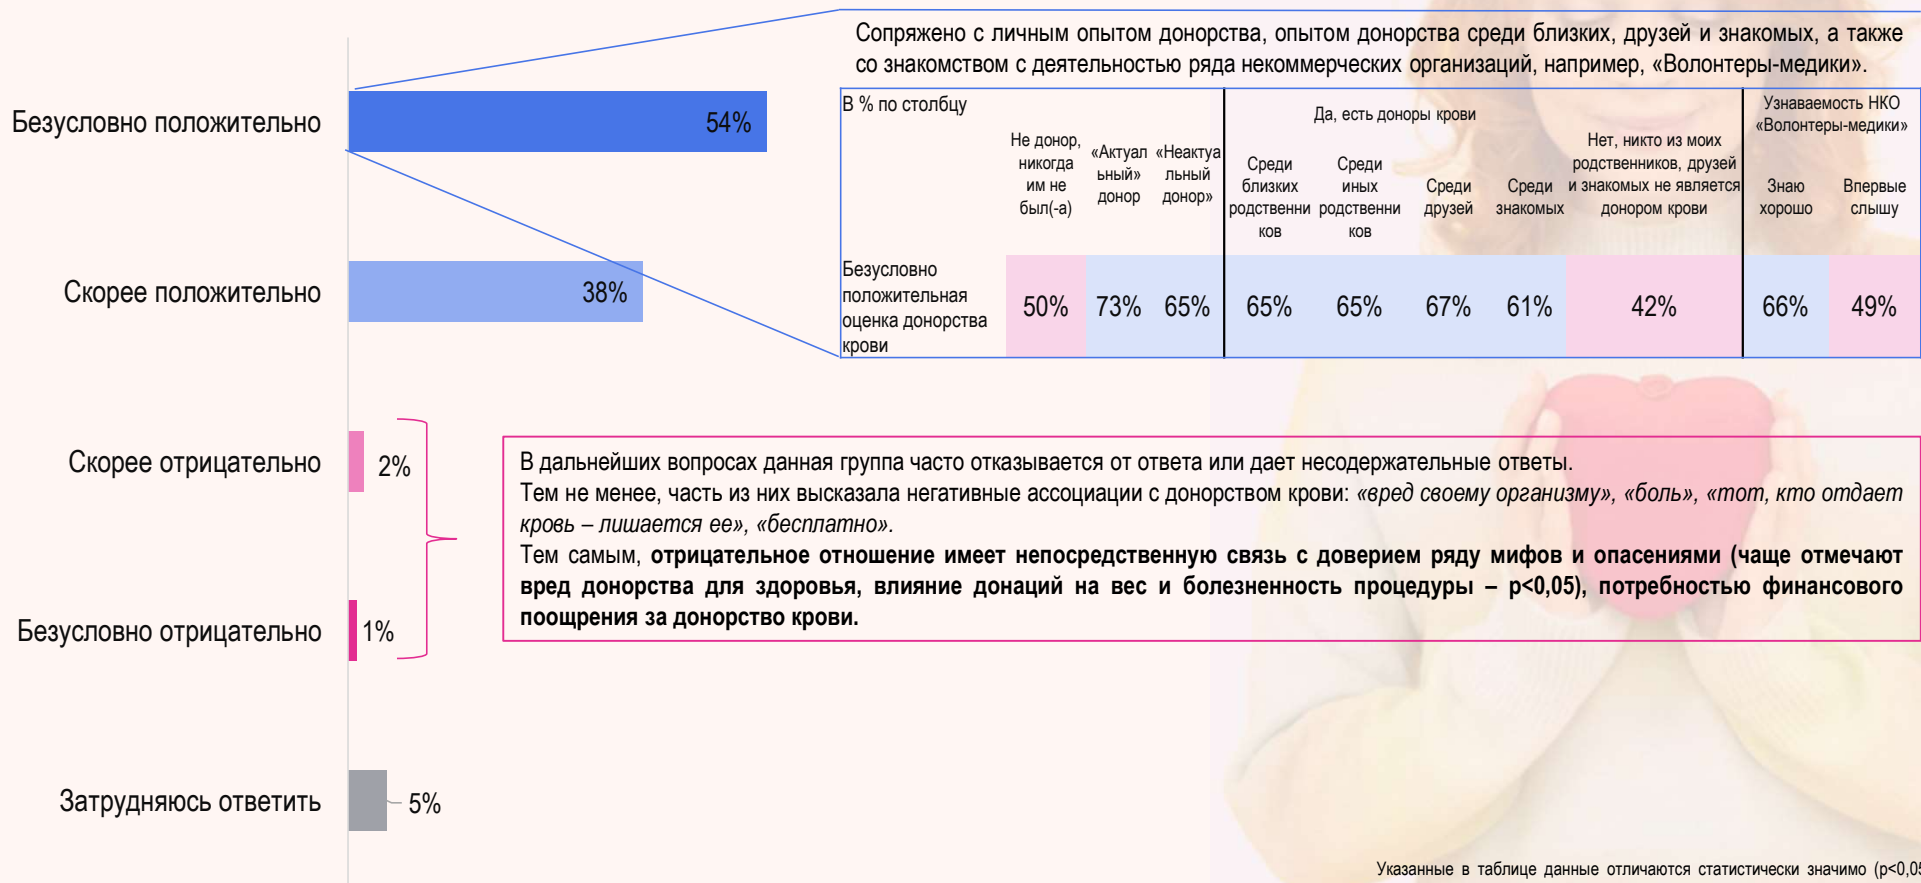 Сопряжено с личным опытом донорства, опытом донорства среди близких, друзей и знакомых, а также
со знакомством с деятельностью ряда некоммерческих организаций, например, «Волонтеры-медики».
Безусловно положительно
54%
В % по столбцу
Не донор,
никогда
им не
был(-а)
«Актуал
ьный»
донор
«Неактуа
льный
донор»
Да, есть доноры крови
Среди
близких
родственни
ков
Среди
иных
родственни
ков
Среди
друзей
Среди
знакомых
Нет, никто из моих
родственников, друзей
и знакомых не является
донором крови
Узнаваемость НКО
«Волонтеры-медики»
Знаю
хорошо
Впервые
слышу
Безусловно
положительная
оценка донорства
крови
50% 73% 65% 65% 65% 67% 61% 42% 66% 49%
Скорее положительно
38%
Скорее отрицательно
2%
Безусловно отрицательно
1%
В дальнейших вопросах данная группа часто отказывается от ответа или дает несодержательные ответы.
Тем не менее, часть из них высказала негативные ассоциации с донорством крови: «вред своему организму», «боль», «тот, кто отдает
кровь – лишается ее», «бесплатно».
Тем самым, отрицательное отношение имеет непосредственную связь с доверием ряду мифов и опасениями (чаще отмечают
вред донорства для здоровья, влияние донаций на вес и болезненность процедуры – p<0,05), потребностью финансового
поощрения за донорство крови.
Затрудняюсь ответить
5%
Указанные в таблице данные отличаются статистически значимо (p<0,05